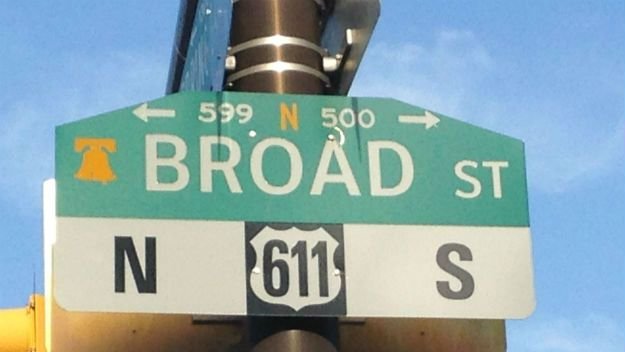 ← 599 N 500 →
BROAD ST
N 611 S